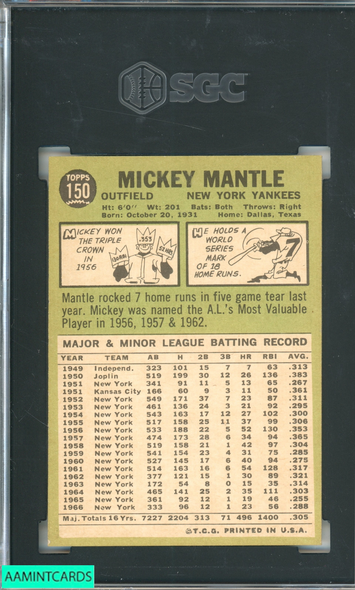 SGC
TOPPS
150
MICKEY MANTLE
OUTFIELD NEW YORK YANKEES
Ht: 6'0" Wt: 201 Bats: Both Throws: Right
Born: October 20, 1931 Home: Dallas, Texas
MICKEY WON
THE TRIPLE
CROWN
IN
1956
.353
HE HOLDS A
WORLD
SERIES
MARK
OF 18
HOME RUNS.
7
Mantle rocked 7 home runs in five game tear last
year. Mickey was named the A.L.'s Most Valuable
Player in 1956, 1957 & 1962.
MAJOR & MINOR LEAGUE BATTING RECORD
YEAR TEAM AB H 2B 3B HR RBI AVG.
1949 Independ. 323 101 15 7 7 63 .313
1950 Joplin 519 199 30 12 26 136 .383
1951 New York 341 91 11 5 13 65 .267
1951 Kansas City 166 60 9 3 11 50 .361
1952 New York 549 171 37 7 23 87 .311
1953 New York 461 136 24 3 21 92 .295
1954 New York 543 163 17 12 27 102 .300
1955 New York 517 158 25 11 37 99 .306
1956 New York 533 188 22 5 52 130 .353
1957 New York 474 173 28 6 34 94 .365
1958 New York 519 158 21 1 42 97 .304
1959 New York 541 154 23 4 31 75 .285
1960 New York 527 145 17 6 40 94 .275
1961 New York 514 163 16 6 54 128 .317
1962 New York 377 121 15 1 30 89 .321
1963 New York 172 54 8 0 15 35 .314
1964 New York 465 141 25 2 35 111 .303
1965 New York 361 92 12 1 19 46 .255
1966 New York 333 96 12 1 23 56 .288
Maj. Totals 16 Yrs. 7227 2204 313 71 496 1400 .305
© T.C.G. PRINTED IN U.S.A.
AAMINTCARDS